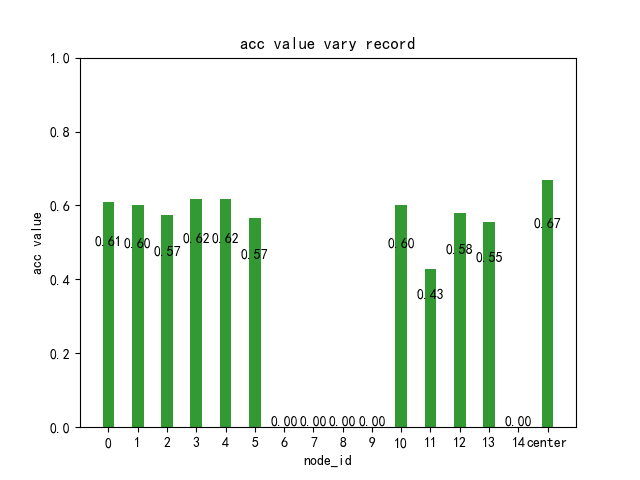 acc value vary record
1.0
0.8
0.6
0.4
0.2
0.0
acc value
0.61 0.60 0.57 0.62 0.62 0.57 0.00 0.00 0.00 0.00 0.60 0.43 0.58 0.55 0.00 0.67
0 1 2 3 4 5 6 7 8 9 10 11 12 13 14 center
node_id